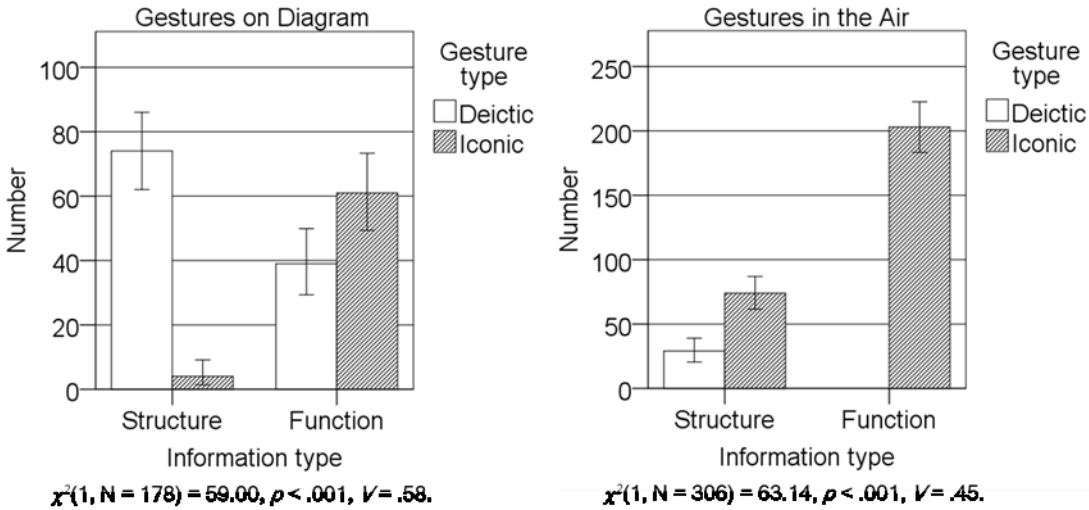 Gestures on Diagram
Gesture
type
Deictic
Iconic
100
80
60
40
20
0
Number
Structure
Function
Information type
χ²(1, N = 178) = 59.00, p < .001, V = .58.
Gestures in the Air
Gesture
type
Deictic
Iconic
250
200
150
100
50
0
Number
Structure
Function
Information type
χ²(1, N = 306) = 63.14, p < .001, V = .45.